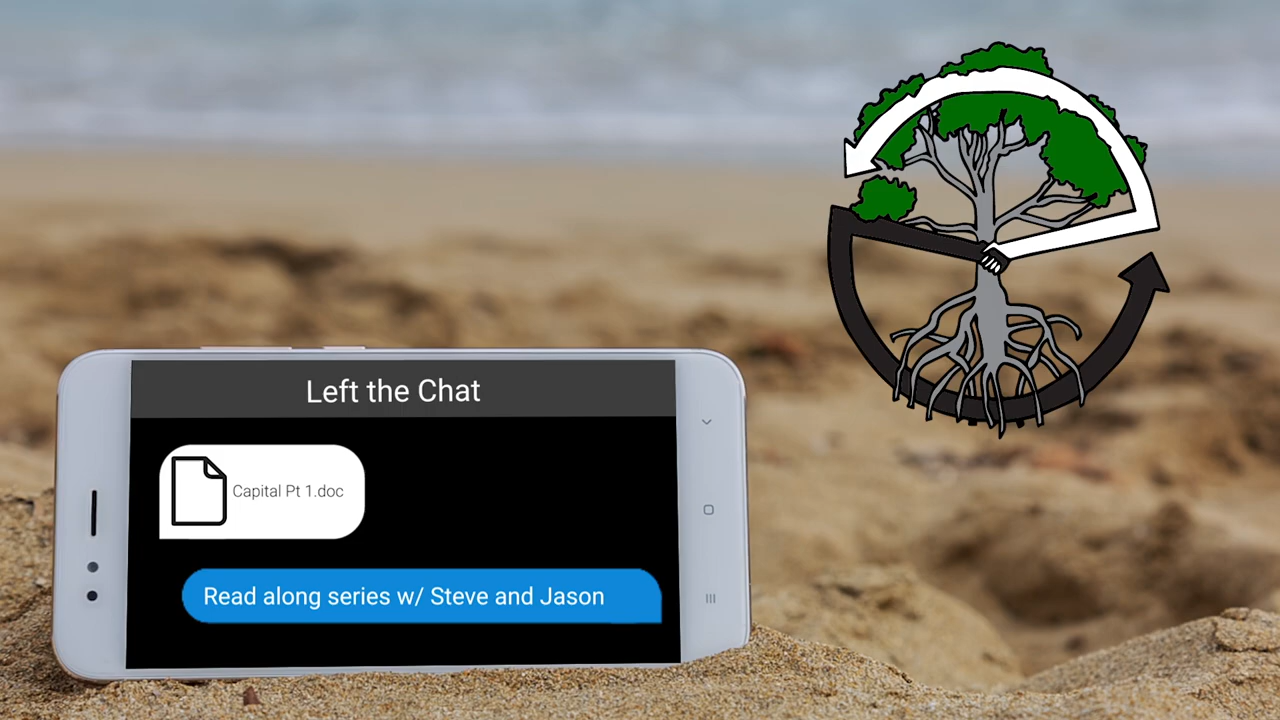 Left the Chat
Capital Pt 1.doc
Read along series w/ Steve and Jason